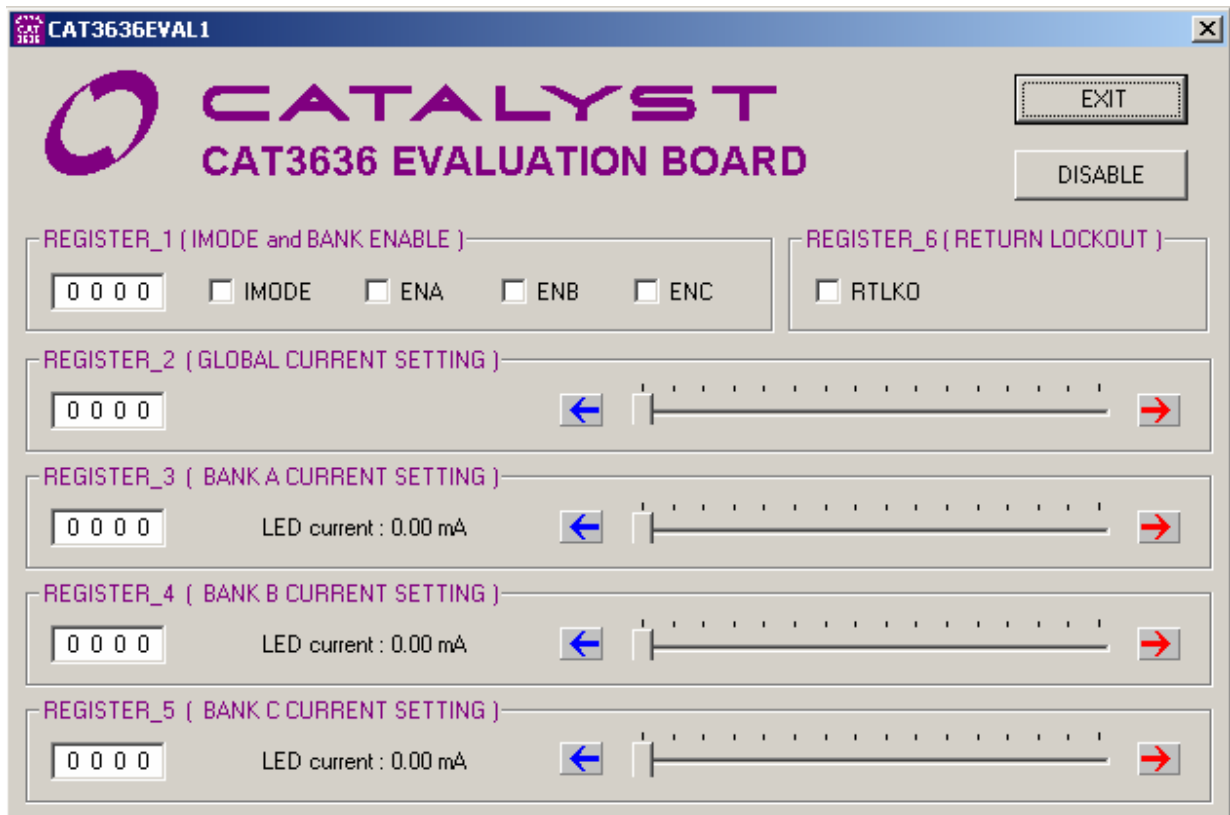 CAT 3636 CAT3636EVAL1
CATALYST
CAT3636 EVALUATION BOARD
EXIT
DISABLE
REGISTER_1 ( IMODE and BANK ENABLE )
0 0 0 0 IMODE ENA ENB ENC
REGISTER_6 ( RETURN LOCKOUT )
RTLKO
REGISTER_2 ( GLOBAL CURRENT SETTING )
0 0 0 0
REGISTER_3 ( BANK A CURRENT SETTING )
0 0 0 0 LED current : 0.00 mA
REGISTER_4 ( BANK B CURRENT SETTING )
0 0 0 0 LED current : 0.00 mA
REGISTER_5 ( BANK C CURRENT SETTING )
0 0 0 0 LED current : 0.00 mA